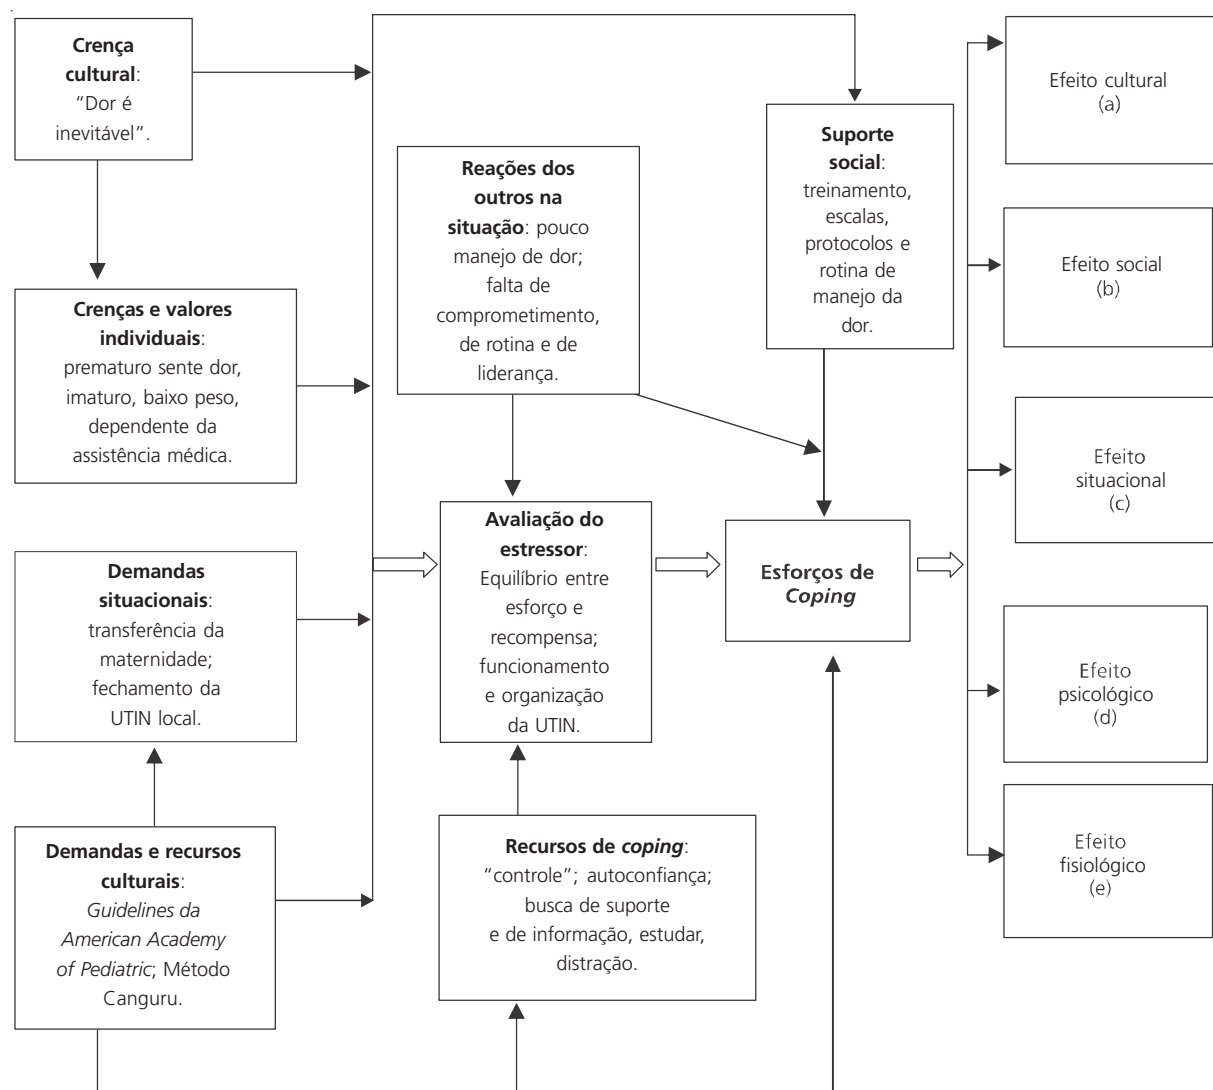 Crença
cultural:
“Dor é
inevitável”.
Crenças e valores
individuais:
prematuro sente dor,
imaturo, baixo peso,
dependente da
assistência médica.
Demandas
situacionais:
transferência da
maternidade;
fechamento da
UTIN local.
Demandas e recursos
culturais:
Guidelines da
American Academy
of Pediatric; Método
Canguru.
Reações dos
outros na
situação: pouco
manejo de dor;
falta de
comprometimento,
de rotina e de
liderança.
Avaliação do
estressor:
Equilíbrio entre
esforço e
recompensa;
funcionamento
e organização
da UTIN.
Recursos de coping:
“controle”; autoconfiança;
busca de suporte
e de informação, estudar,
distração.
Suporte
social:
treinamento,
escalas,
protocolos e
rotina de
manejo da
dor.
Esforços de
Coping
Efeito cultural
(a)
Efeito social
(b)
Efeito
situacional
(c)
Efeito
psicológico
(d)
Efeito
fisiológico
(e)